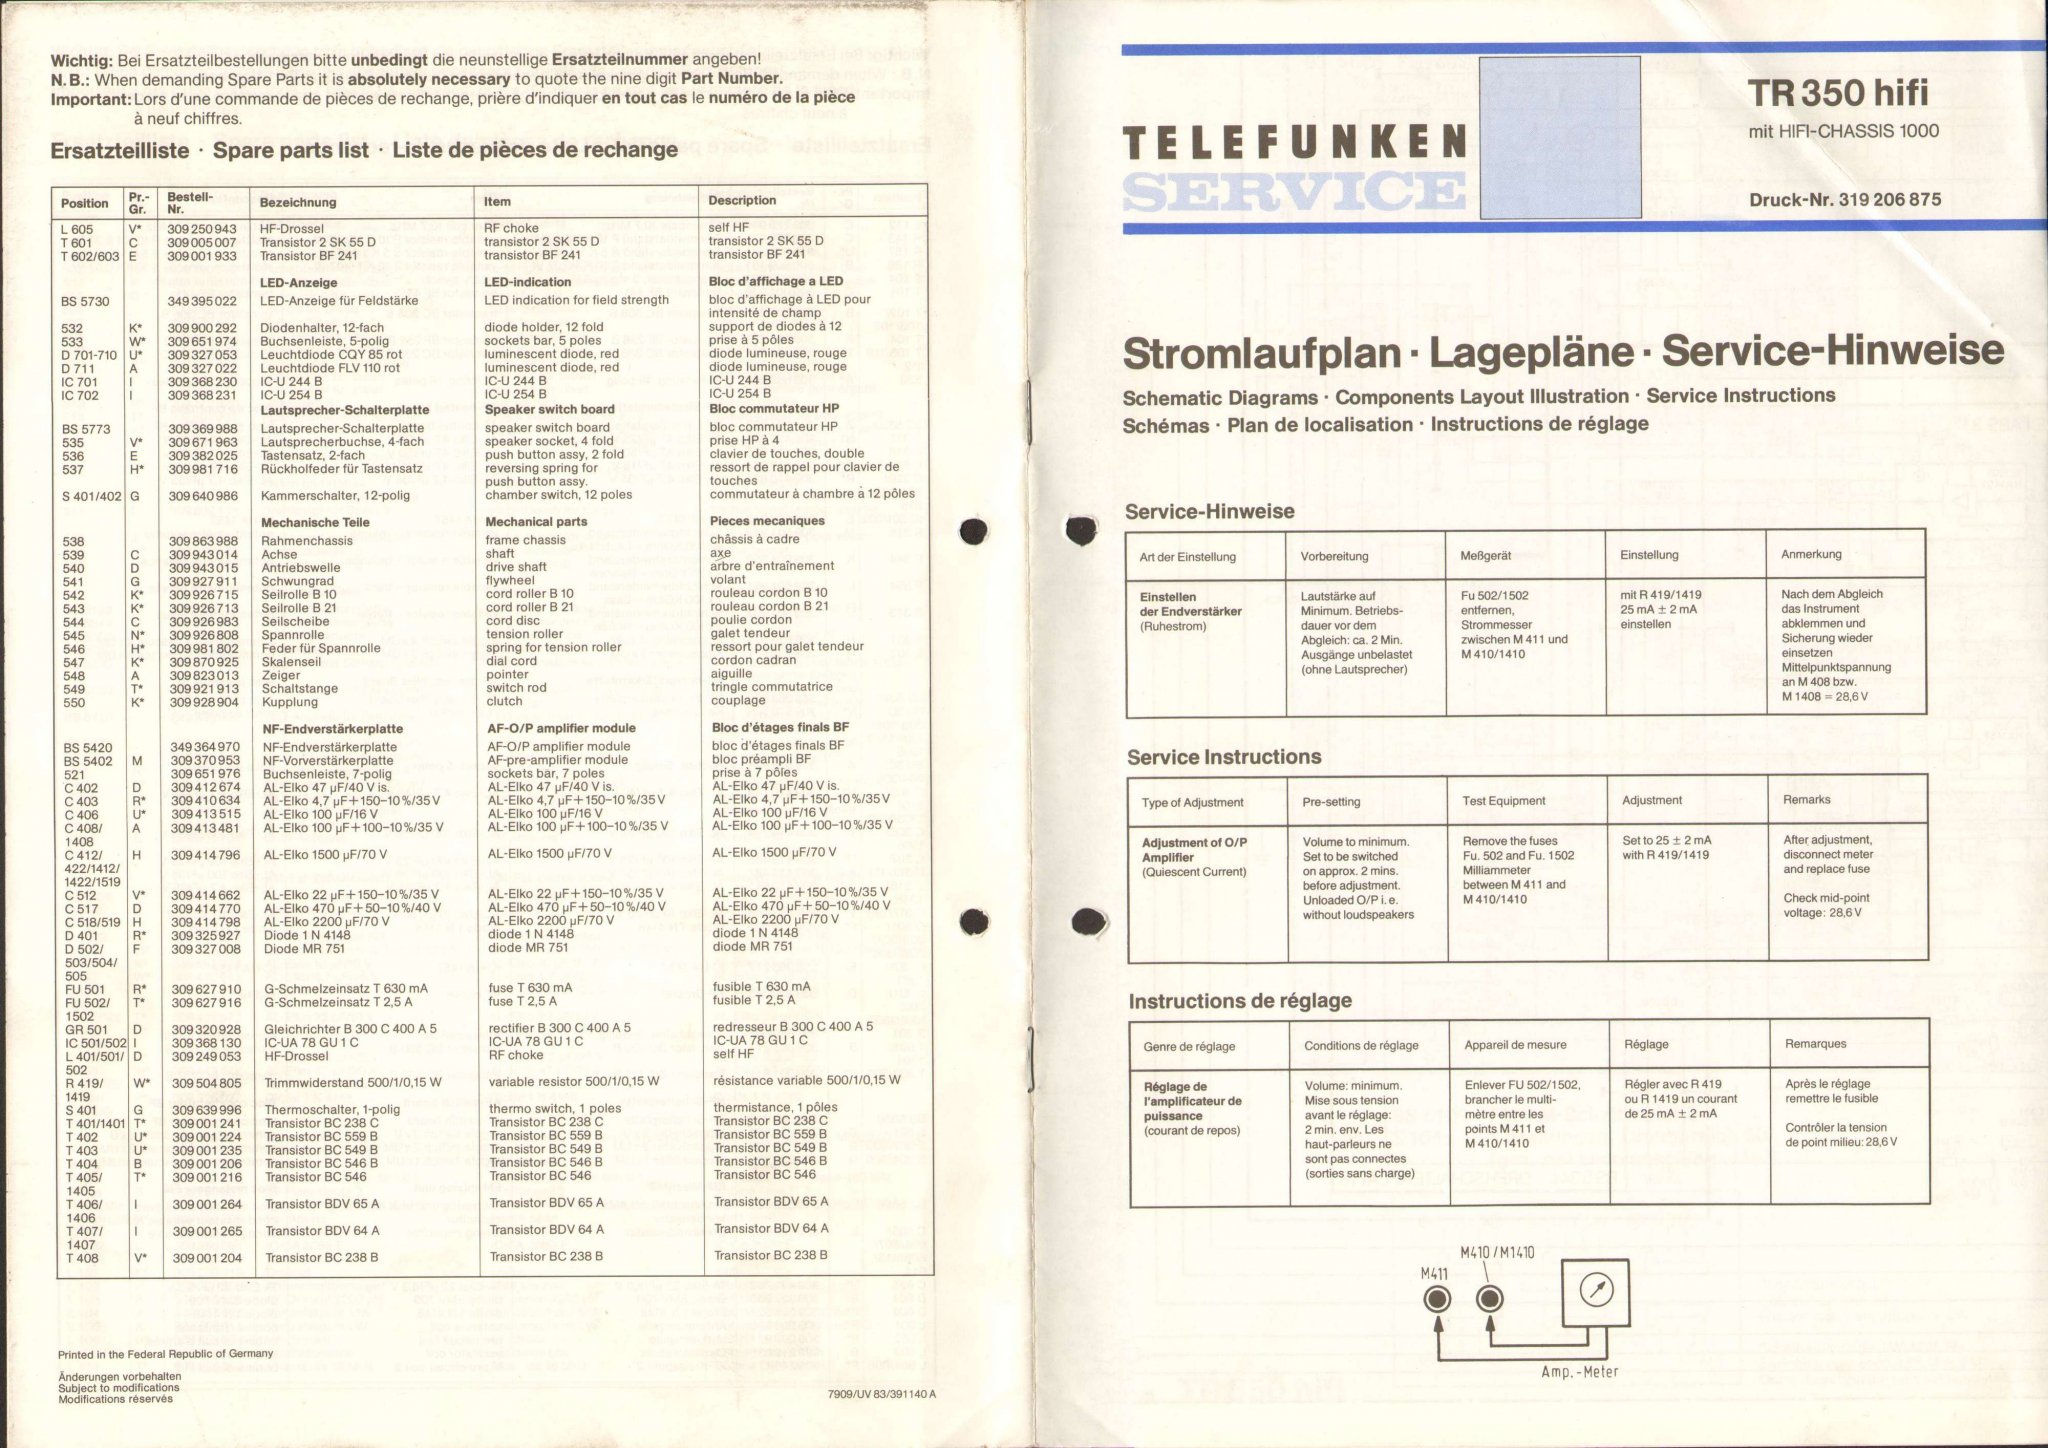 Wichtig: Bei Ersatzteilbestellungen bitte unbedingt die neunstellige Ersatzteilnummer angeben!
N.B.: When demanding Spare Parts it is absolutely necessary to quote the nine digit Part Number.
Important: Lors d'une commande de pièces de rechange, prière d'indiquer en tout cas le numéro de la pièce
à neuf chiffres.
Ersatzteilliste · Spare parts list · Liste de pièces de rechange
Position Pr.-Gr. Bestell-Nr. Bezeichnung Item Description
L 605 V* 309 250 943 HF-Drossel RF choke self HF
T 601 C 309 005 007 Transistor 2 SK 55 D transistor 2 SK 55 D transistor 2 SK 55 D
T 602/603 E 309 001 933 Transistor BF 241 transistor BF 241 transistor BF 241
LED-Anzeige LED-indication Bloc d'affichage a LED
BS 5730 349 395 022 LED-Anzeige für Feldstärke LED indication for field strength bloc d'affichage à LED pour
intensité de champ
532 K* 309 900 292 Diodenhalter, 12-fach diode holder, 12 fold support de diodes à 12
533 W* 309 651 974 Buchsenleiste, 5-polig sockets bar, 5 poles prise à 5 pôles
D 701-710 U* 309 327 053 Leuchtdiode CQY 85 rot luminescent diode, red diode lumineuse, rouge
D 711 A 309 327 022 Leuchtdiode FLV 110 rot luminescent diode, red diode lumineuse, rouge
IC 701 I 309 368 230 IC-U 244 B IC-U 244 B IC-U 244 B
IC 702 I 309 368 231 IC-U 254 B IC-U 254 B IC-U 254 B
Lautsprecher-Schalterplatte Speaker switch board Bloc commutateur HP
BS 5773 309 369 988 Lautsprecher-Schalterplatte speaker switch board bloc commutateur HP
535 V* 309 671 963 Lautsprecherbuchse, 4-fach speaker socket, 4 fold prise HP à 4
536 E 309 382 025 Tastensatz, 2-fach push button assy, 2 fold clavier de touches, double
537 H* 309 981 716 Rückholfeder für Tastensatz reversing spring for ressort de rappel pour clavier de
push button assy. touches
S 401/402 G 309 640 986 Kammerschalter, 12-polig chamber switch, 12 poles commutateur à chambre à 12 pôles
Mechanische Teile Mechanical parts Pieces mecaniques
538 309 863 988 Rahmenchassis frame chassis châssis à cadre
539 C 309 943 014 Achse shaft axe
540 D 309 943 015 Antriebswelle drive shaft arbre d'entraînement
541 G 309 927 911 Schwungrad flywheel volant
542 K* 309 926 715 Seilrolle B 10 cord roller B 10 rouleau cordon B 10
543 K* 309 926 713 Seilrolle B 21 cord roller B 21 rouleau cordon B 21
544 C 309 926 983 Seilscheibe cord disc poulie cordon
545 N* 309 926 808 Spannrolle tension roller galet tendeur
546 H* 309 981 802 Feder für Spannrolle spring for tension roller ressort pour galet tendeur
547 K* 309 870 925 Skalenseil dial cord cordon cadran
548 A 309 823 013 Zeiger pointer aiguille
549 T* 309 921 913 Schaltstange switch rod tringle commutatrice
550 K* 309 928 904 Kupplung clutch couplage
NF-Endverstärkerplatte AF-O/P amplifier module Bloc d'étages finals BF
BS 5420 349 364 970 NF-Endverstärkerplatte AF-O/P amplifier module bloc d'étages finals BF
BS 5402 M 309 370 953 NF-Vorverstärkerplatte AF-pre-amplifier module bloc préampli BF
521 309 651 976 Buchsenleiste, 7-polig sockets bar, 7 poles prise à 7 pôles
C 402 D 309 412 674 AL-Elko 47 µF/40 V is. AL-Elko 47 µF/40 V is. AL-Elko 47 µF/40 V is.
C 403 R* 309 410 634 AL-Elko 4,7 µF+150–10%/35 V AL-Elko 4,7 µF+150–10%/35 V AL-Elko 4,7 µF+150–10%/35 V
C 406 U* 309 413 515 AL-Elko 100 µF/16 V AL-Elko 100 µF/16 V AL-Elko 100 µF/16 V
C 408/ A 309 413 481 AL-Elko 100 µF+100–10%/35 V AL-Elko 100 µF+100–10%/35 V AL-Elko 100 µF+100–10%/35 V
1408
C 412/ H 309 414 796 AL-Elko 1500 µF/70 V AL-Elko 1500 µF/70 V AL-Elko 1500 µF/70 V
422/1412/
1422/1519
C 512 V* 309 414 662 AL-Elko 22 µF+150–10%/35 V AL-Elko 22 µF+150–10%/35 V AL-Elko 22 µF+150–10%/35 V
C 517 D 309 414 770 AL-Elko 470 µF+50–10%/40 V AL-Elko 470 µF+50–10%/40 V AL-Elko 470 µF+50–10%/40 V
C 518/519 H 309 414 798 AL-Elko 2200 µF/70 V AL-Elko 2200 µF/70 V AL-Elko 2200 µF/70 V
D 401 R* 309 325 927 Diode 1 N 4148 diode 1 N 4148 diode 1 N 4148
D 502/ F 309 327 008 Diode MR 751 diode MR 751 diode MR 751
503/504/
505
FU 501 R* 309 627 910 G-Schmelzeinsatz T 630 mA fuse T 630 mA fusible T 630 mA
FU 502/ T* 309 627 916 G-Schmelzeinsatz T 2,5 A fuse T 2,5 A fusible T 2,5 A
1502
GR 501 D 309 320 928 Gleichrichter B 300 C 400 A 5 rectifier B 300 C 400 A 5 redresseur B 300 C 400 A 5
IC 501/502 I 309 368 130 IC-UA 78 GU 1 C IC-UA 78 GU 1 C IC-UA 78 GU 1 C
L 401/501/ D 309 249 053 HF-Drossel RF choke self HF
502
R 419/ W* 309 504 805 Trimmwiderstand 500/1/0,15 W variable resistor 500/1/0,15 W résistance variable 500/1/0,15 W
1419
S 401 G 309 639 996 Thermoschalter, 1-polig thermo switch, 1 poles thermistance, 1 pôles
T 401/1401 T* 309 001 241 Transistor BC 238 C Transistor BC 238 C Transistor BC 238 C
T 402 U* 309 001 224 Transistor BC 559 B Transistor BC 559 B Transistor BC 559 B
T 403 U* 309 001 235 Transistor BC 549 B Transistor BC 549 B Transistor BC 549 B
T 404 B 309 001 206 Transistor BC 546 B Transistor BC 546 B Transistor BC 546 B
T 405/ T* 309 001 216 Transistor BC 546 Transistor BC 546 Transistor BC 546
1405
T 406/ I 309 001 264 Transistor BDV 65 A Transistor BDV 65 A Transistor BDV 65 A
1406
T 407/ I 309 001 265 Transistor BDV 64 A Transistor BDV 64 A Transistor BDV 64 A
1407
T 408 V* 309 001 204 Transistor BC 238 B Transistor BC 238 B Transistor BC 238 B
Printed in the Federal Republic of Germany
Änderungen vorbehalten
Subject to modifications
Modifications réservés
7909/UV 83/391140 A
TELEFUNKEN
SERVICE
TR 350 hifi
mit HIFI-CHASSIS 1000
Druck-Nr. 319 206 875
Stromlaufplan · Lagepläne · Service-Hinweise
Schematic Diagrams · Components Layout Illustration · Service Instructions
Schémas · Plan de localisation · Instructions de réglage
Service-Hinweise
Art der Einstellung Vorbereitung Meßgerät Einstellung Anmerkung
Einstellen Lautstärke auf Fu 502/1502 mit R 419/1419 Nach dem Abgleich
der Endverstärker Minimum. Betriebs- entfernen, 25 mA ± 2 mA das Instrument
(Ruhestrom) dauer vor dem Strommesser einstellen abklemmen und
Abgleich: ca. 2 Min. zwischen M 411 und Sicherung wieder
Ausgänge unbelastet M 410/1410 einsetzen
(ohne Lautsprecher) Mittelpunktspannung
an M 408 bzw.
M 1408 = 28,6 V
Service Instructions
Type of Adjustment Pre-setting Test Equipment Adjustment Remarks
Adjustment of O/P Volume to minimum. Remove the fuses Set to 25 ± 2 mA After adjustment,
Amplifier Set to be switched Fu. 502 and Fu. 1502 with R 419/1419 disconnect meter
(Quiescent Current) on approx. 2 mins. Milliammeter and replace fuse
before adjustment. between M 411 and
Unloaded O/P i. e. M 410/1410 Check mid-point
without loudspeakers voltage: 28,6 V
Instructions de réglage
Genre de réglage Conditions de réglage Appareil de mesure Réglage Remarques
Réglage de Volume: minimum. Enlever FU 502/1502, Régler avec R 419 Après le réglage
l'amplificateur de Mise sous tension brancher le multi- ou R 1419 un courant remettre le fusible
puissance avant le réglage: mètre entre les de 25 mA ± 2 mA
(courant de repos) 2 min. env. Les points M 411 et Contrôler la tension
haut-parleurs ne M 410/1410 de point milieu: 28,6 V
sont pas connectes
(sorties sans charge)
M410 / M1410
M411
Amp.-Meter